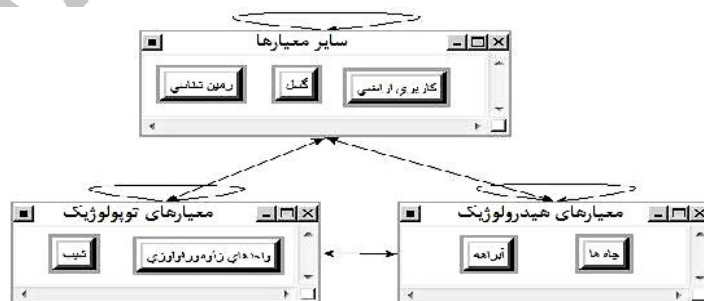 سایر معیارها
کاربری اراضی
گسل
زمین شناسی
معیارهای هیدرولوژیک
چاه ها
آبراهه
معیارهای توپولوژیک
واحدهای ژئومورفولوژی
شیب